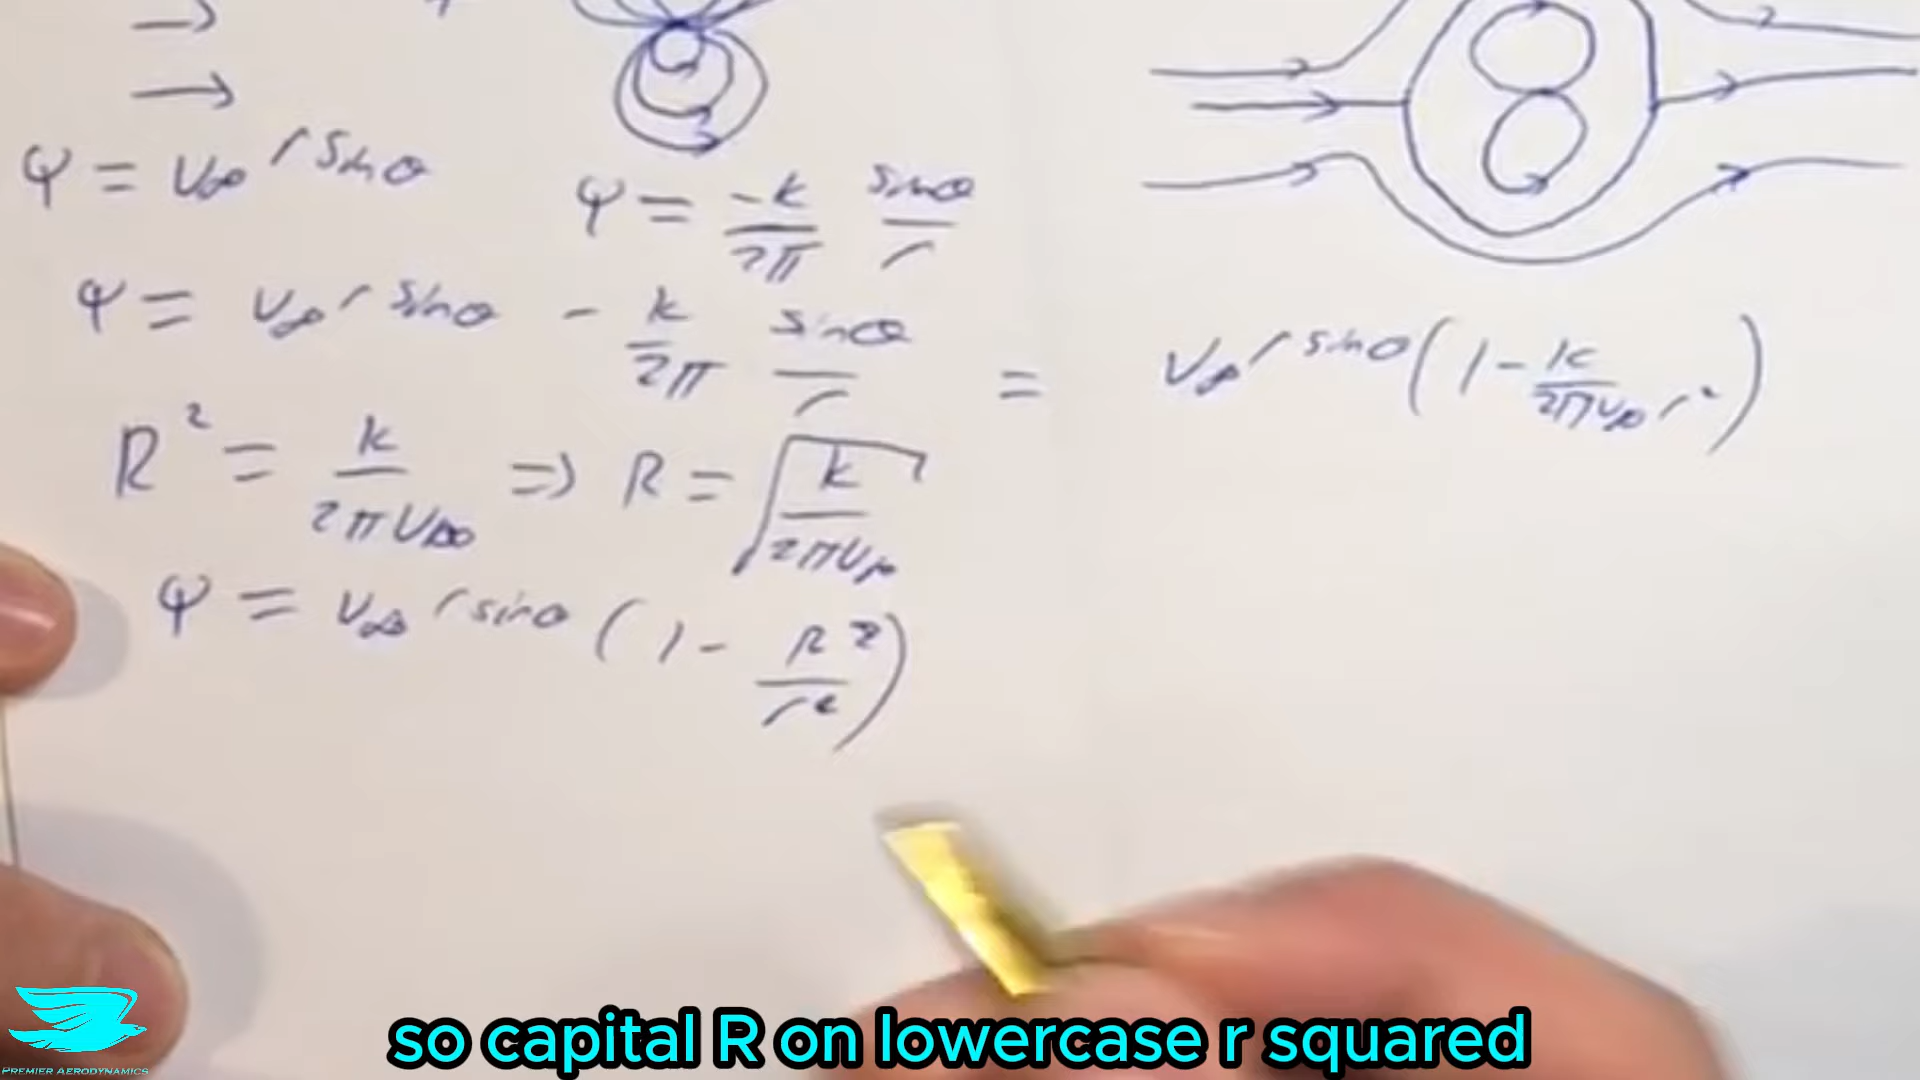 ψ = V∞ r sinθ
ψ = -k/2π sinθ/r
ψ = V∞ r sinθ - k/2π sinθ/r = V∞ r sinθ (1 - k/2πV∞ r²)
R² = k/2πV∞ => R = √(k/2πV∞)
ψ = V∞ r sinθ (1 - R²/r²)
so capital R on lowercase r squared
PREMIER AERODYNAMICS